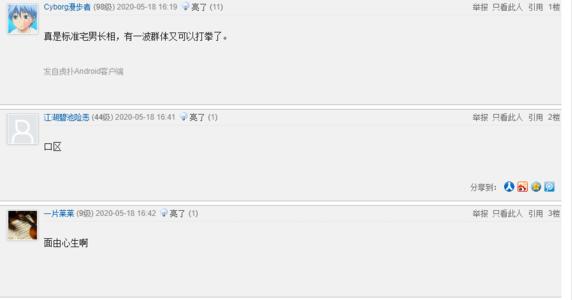 Cyborg漫步者 (98级) 2020-05-18 16:19 亮了 (11) 举报 只看此人 引用 1楼
真是标准宅男长相，有一波群体又可以打拳了。
发自虎扑Android客户端
江湖碧池险恶 (44级) 2020-05-18 16:41 亮了 (1) 举报 只看此人 引用 2楼
口区
分享到：
一片茱茱 (9级) 2020-05-18 16:42 亮了 (1) 举报 只看此人 引用 3楼
面由心生啊